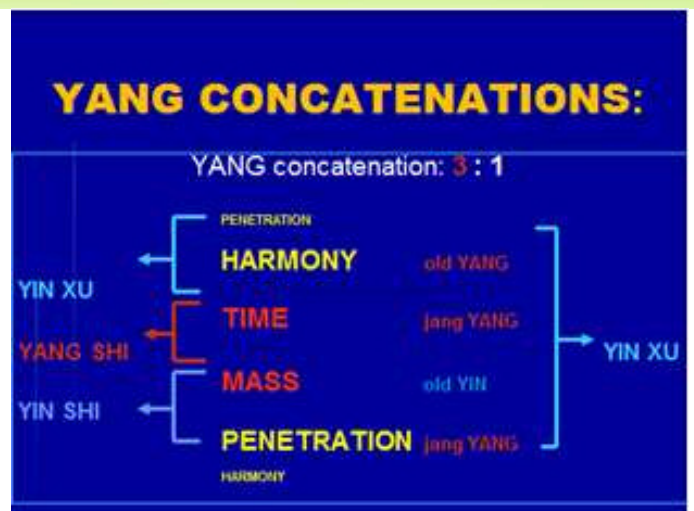 YANG CONCATENATIONS:
YANG concatenation: 3 : 1
PENETRATION
HARMONY old YANG
YIN XU
TIME jang YANG
YANG SHI
YIN XU
MASS old YIN
YIN SHI
PENETRATION jang YANG
HARMONY